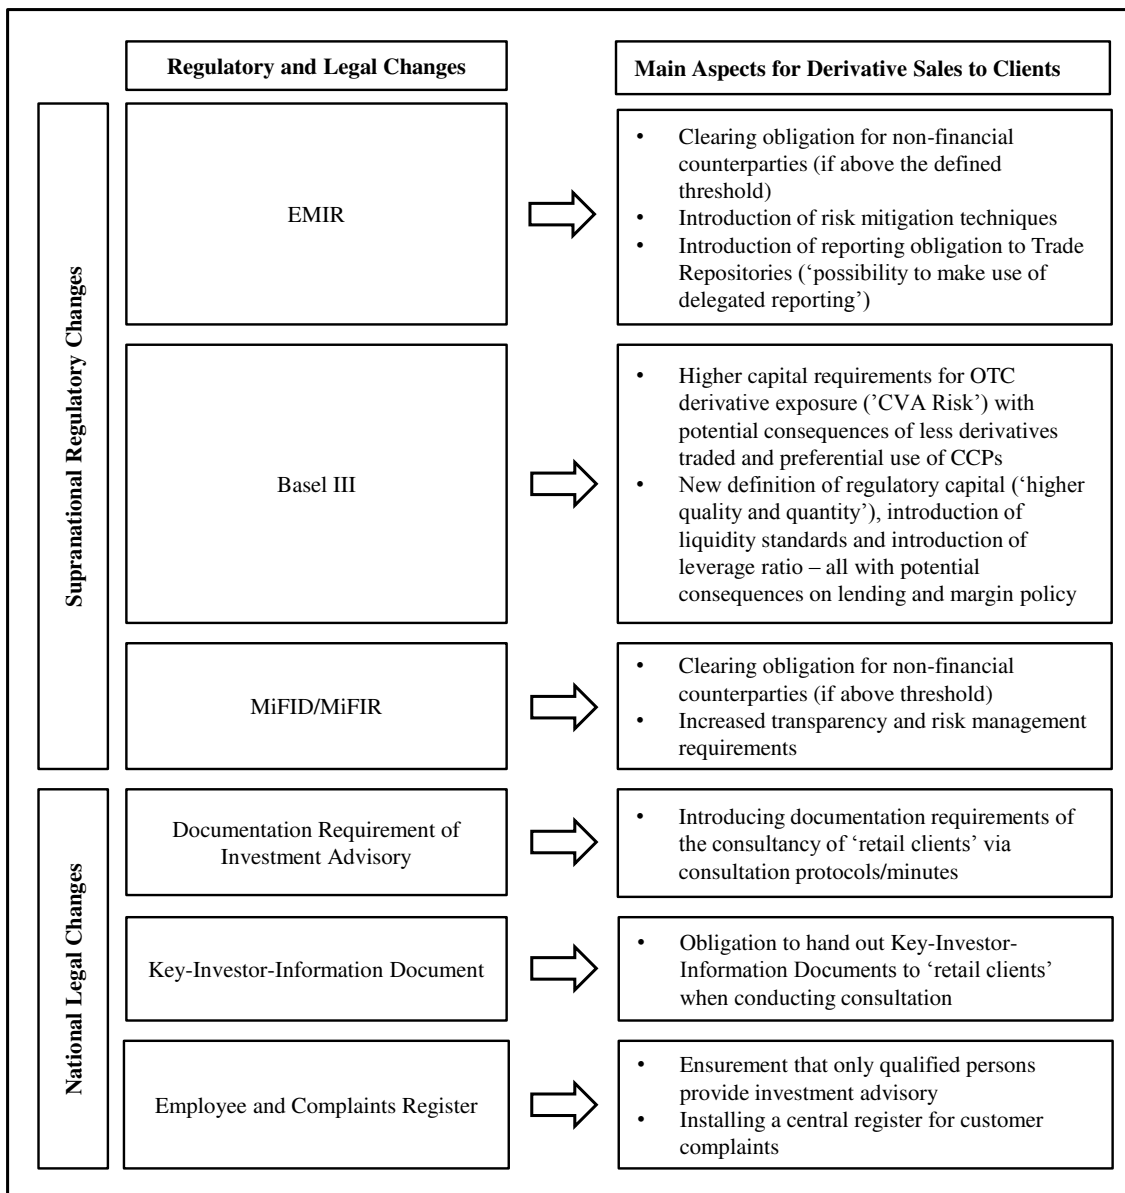 Regulatory and Legal Changes
Main Aspects for Derivative Sales to Clients
Supranational Regulatory Changes
EMIR
• Clearing obligation for non-financial
counterparties (if above the defined
threshold)
• Introduction of risk mitigation techniques
• Introduction of reporting obligation to Trade
Repositories (‘possibility to make use of
delegated reporting’)
Basel III
• Higher capital requirements for OTC
derivative exposure (’CVA Risk’) with
potential consequences of less derivatives
traded and preferential use of CCPs
• New definition of regulatory capital (‘higher
quality and quantity’), introduction of
liquidity standards and introduction of
leverage ratio – all with potential
consequences on lending and margin policy
MiFID/MiFIR
• Clearing obligation for non-financial
counterparties (if above threshold)
• Increased transparency and risk management
requirements
National Legal Changes
Documentation Requirement of
Investment Advisory
• Introducing documentation requirements of
the consultancy of ‘retail clients’ via
consultation protocols/minutes
Key-Investor-Information Document
• Obligation to hand out Key-Investor-
Information Documents to ‘retail clients’
when conducting consultation
Employee and Complaints Register
• Ensurement that only qualified persons
provide investment advisory
• Installing a central register for customer
complaints